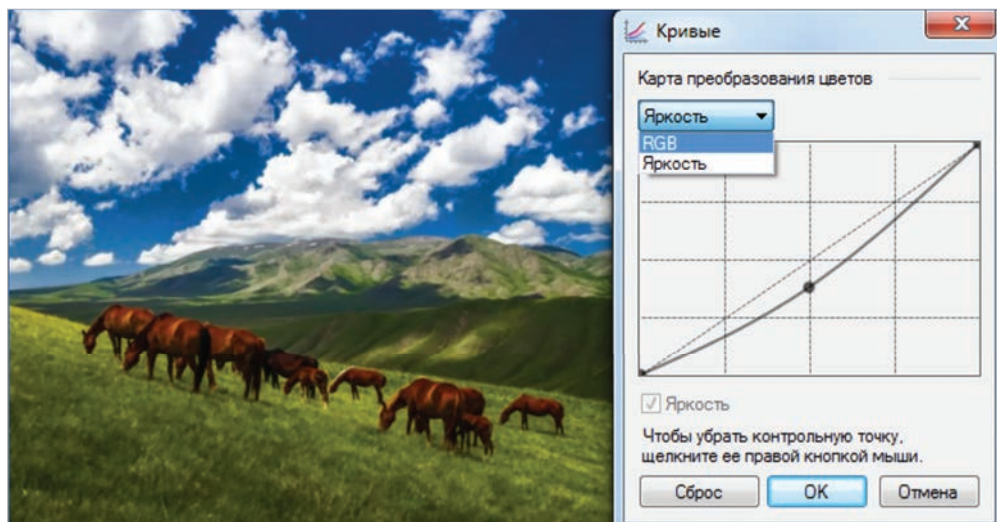 Кривые
Карта преобразования цветов
Яркость
RGB
Яркость
Яркость
Чтобы убрать контрольную точку,
щелкните ее правой кнопкой мыши.
Сброс OK Отмена